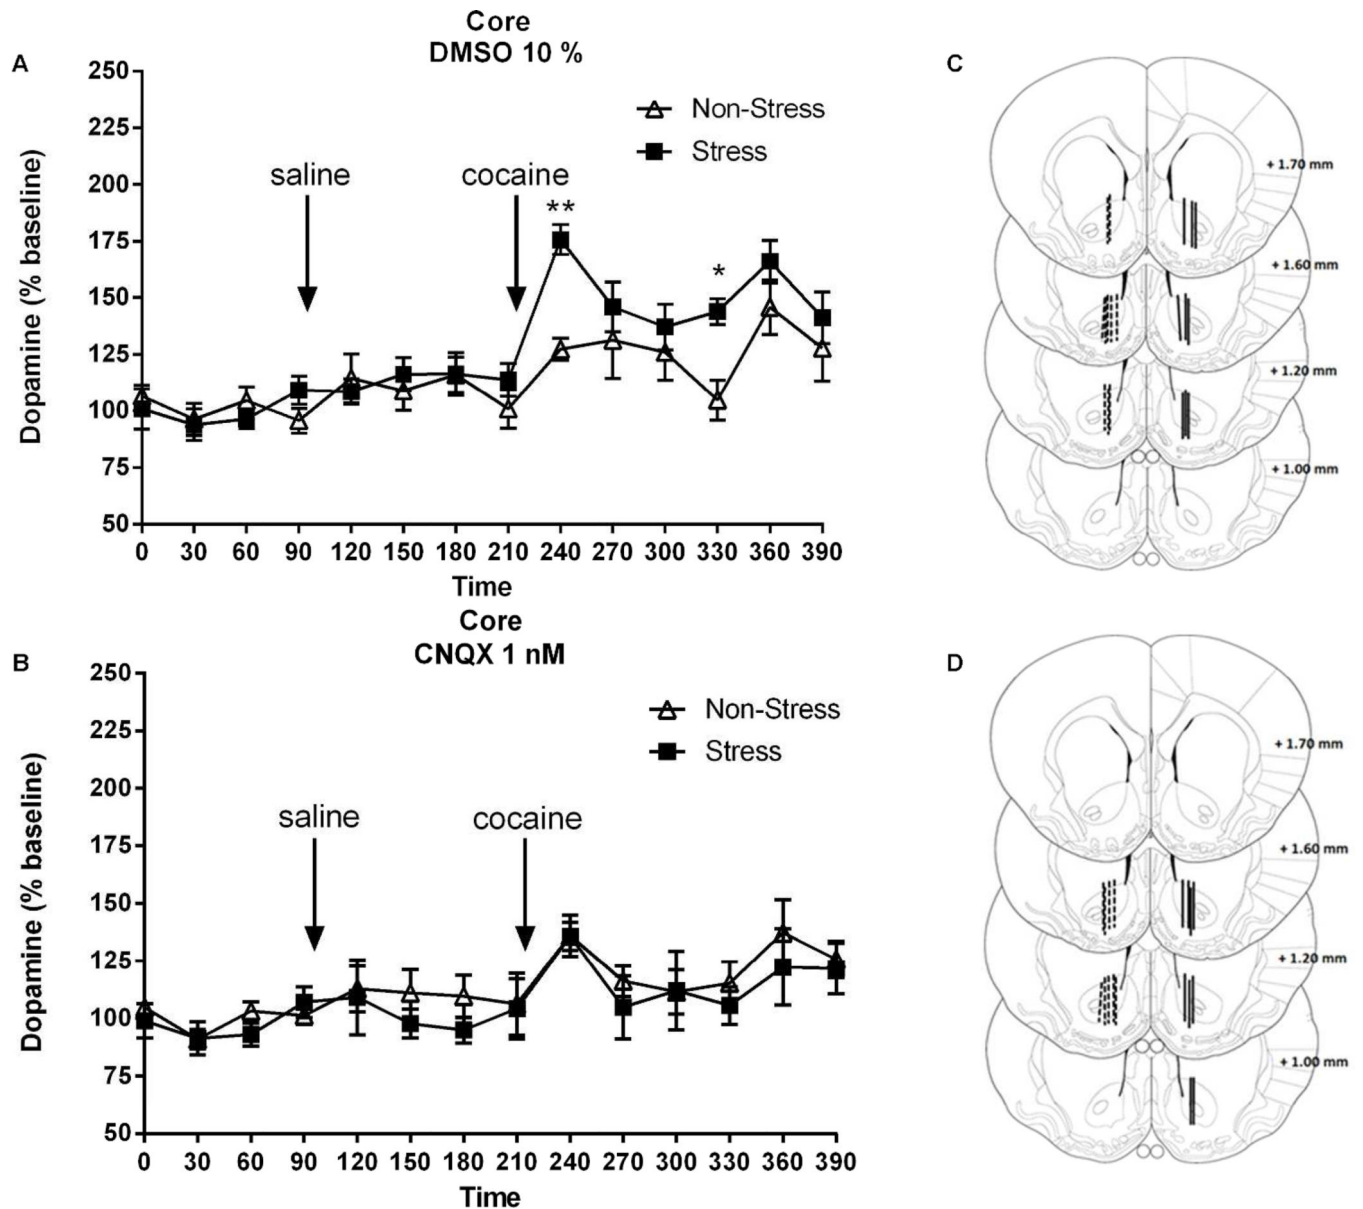 Core
DMSO 10 %
A
C
250
225
200
175
150
125
100
75
50
Dopamine (% baseline)
Non-Stress
Stress
saline
cocaine
**
*
0 30 60 90 120 150 180 210 240 270 300 330 360 390
Time
+ 1.70 mm
+ 1.60 mm
+ 1.20 mm
+ 1.00 mm
Core
CNQX 1 nM
B
D
250
225
200
175
150
125
100
75
50
Dopamine (% baseline)
Non-Stress
Stress
saline
cocaine
0 30 60 90 120 150 180 210 240 270 300 330 360 390
Time
+ 1.70 mm
+ 1.60 mm
+ 1.20 mm
+ 1.00 mm